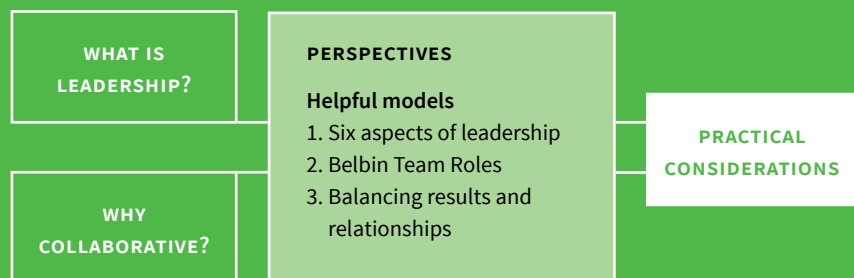 WHAT IS
LEADERSHIP?
WHY
COLLABORATIVE?
PERSPECTIVES
Helpful models
1. Six aspects of leadership
2. Belbin Team Roles
3. Balancing results and
relationships
PRACTICAL
CONSIDERATIONS